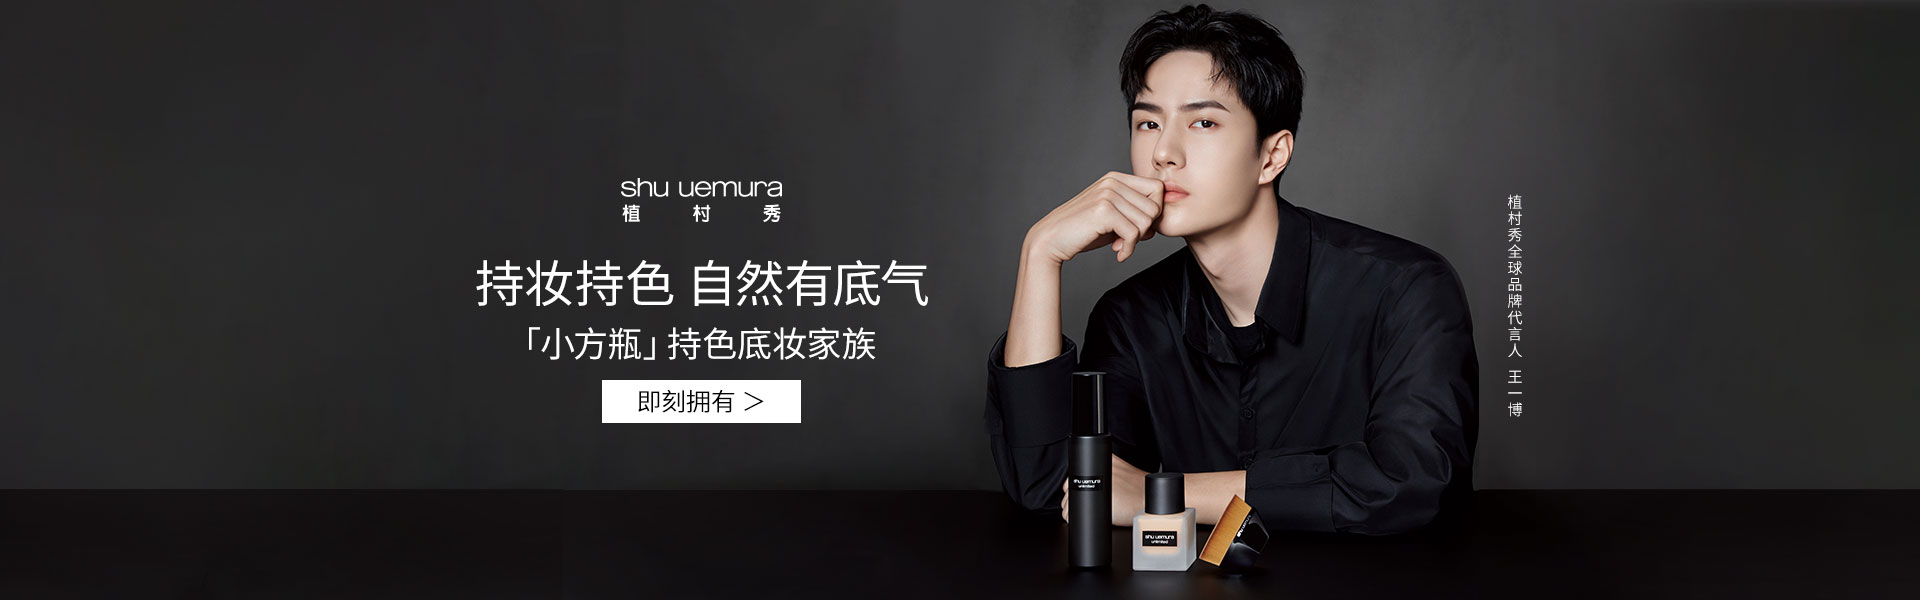 shu uemura
植村秀
持妆持色 自然有底气
「小方瓶」持色底妆家族
即刻拥有 >
植村秀全球品牌代言人 王一博
shu uemura
unlimited
shu uemura
unlimited